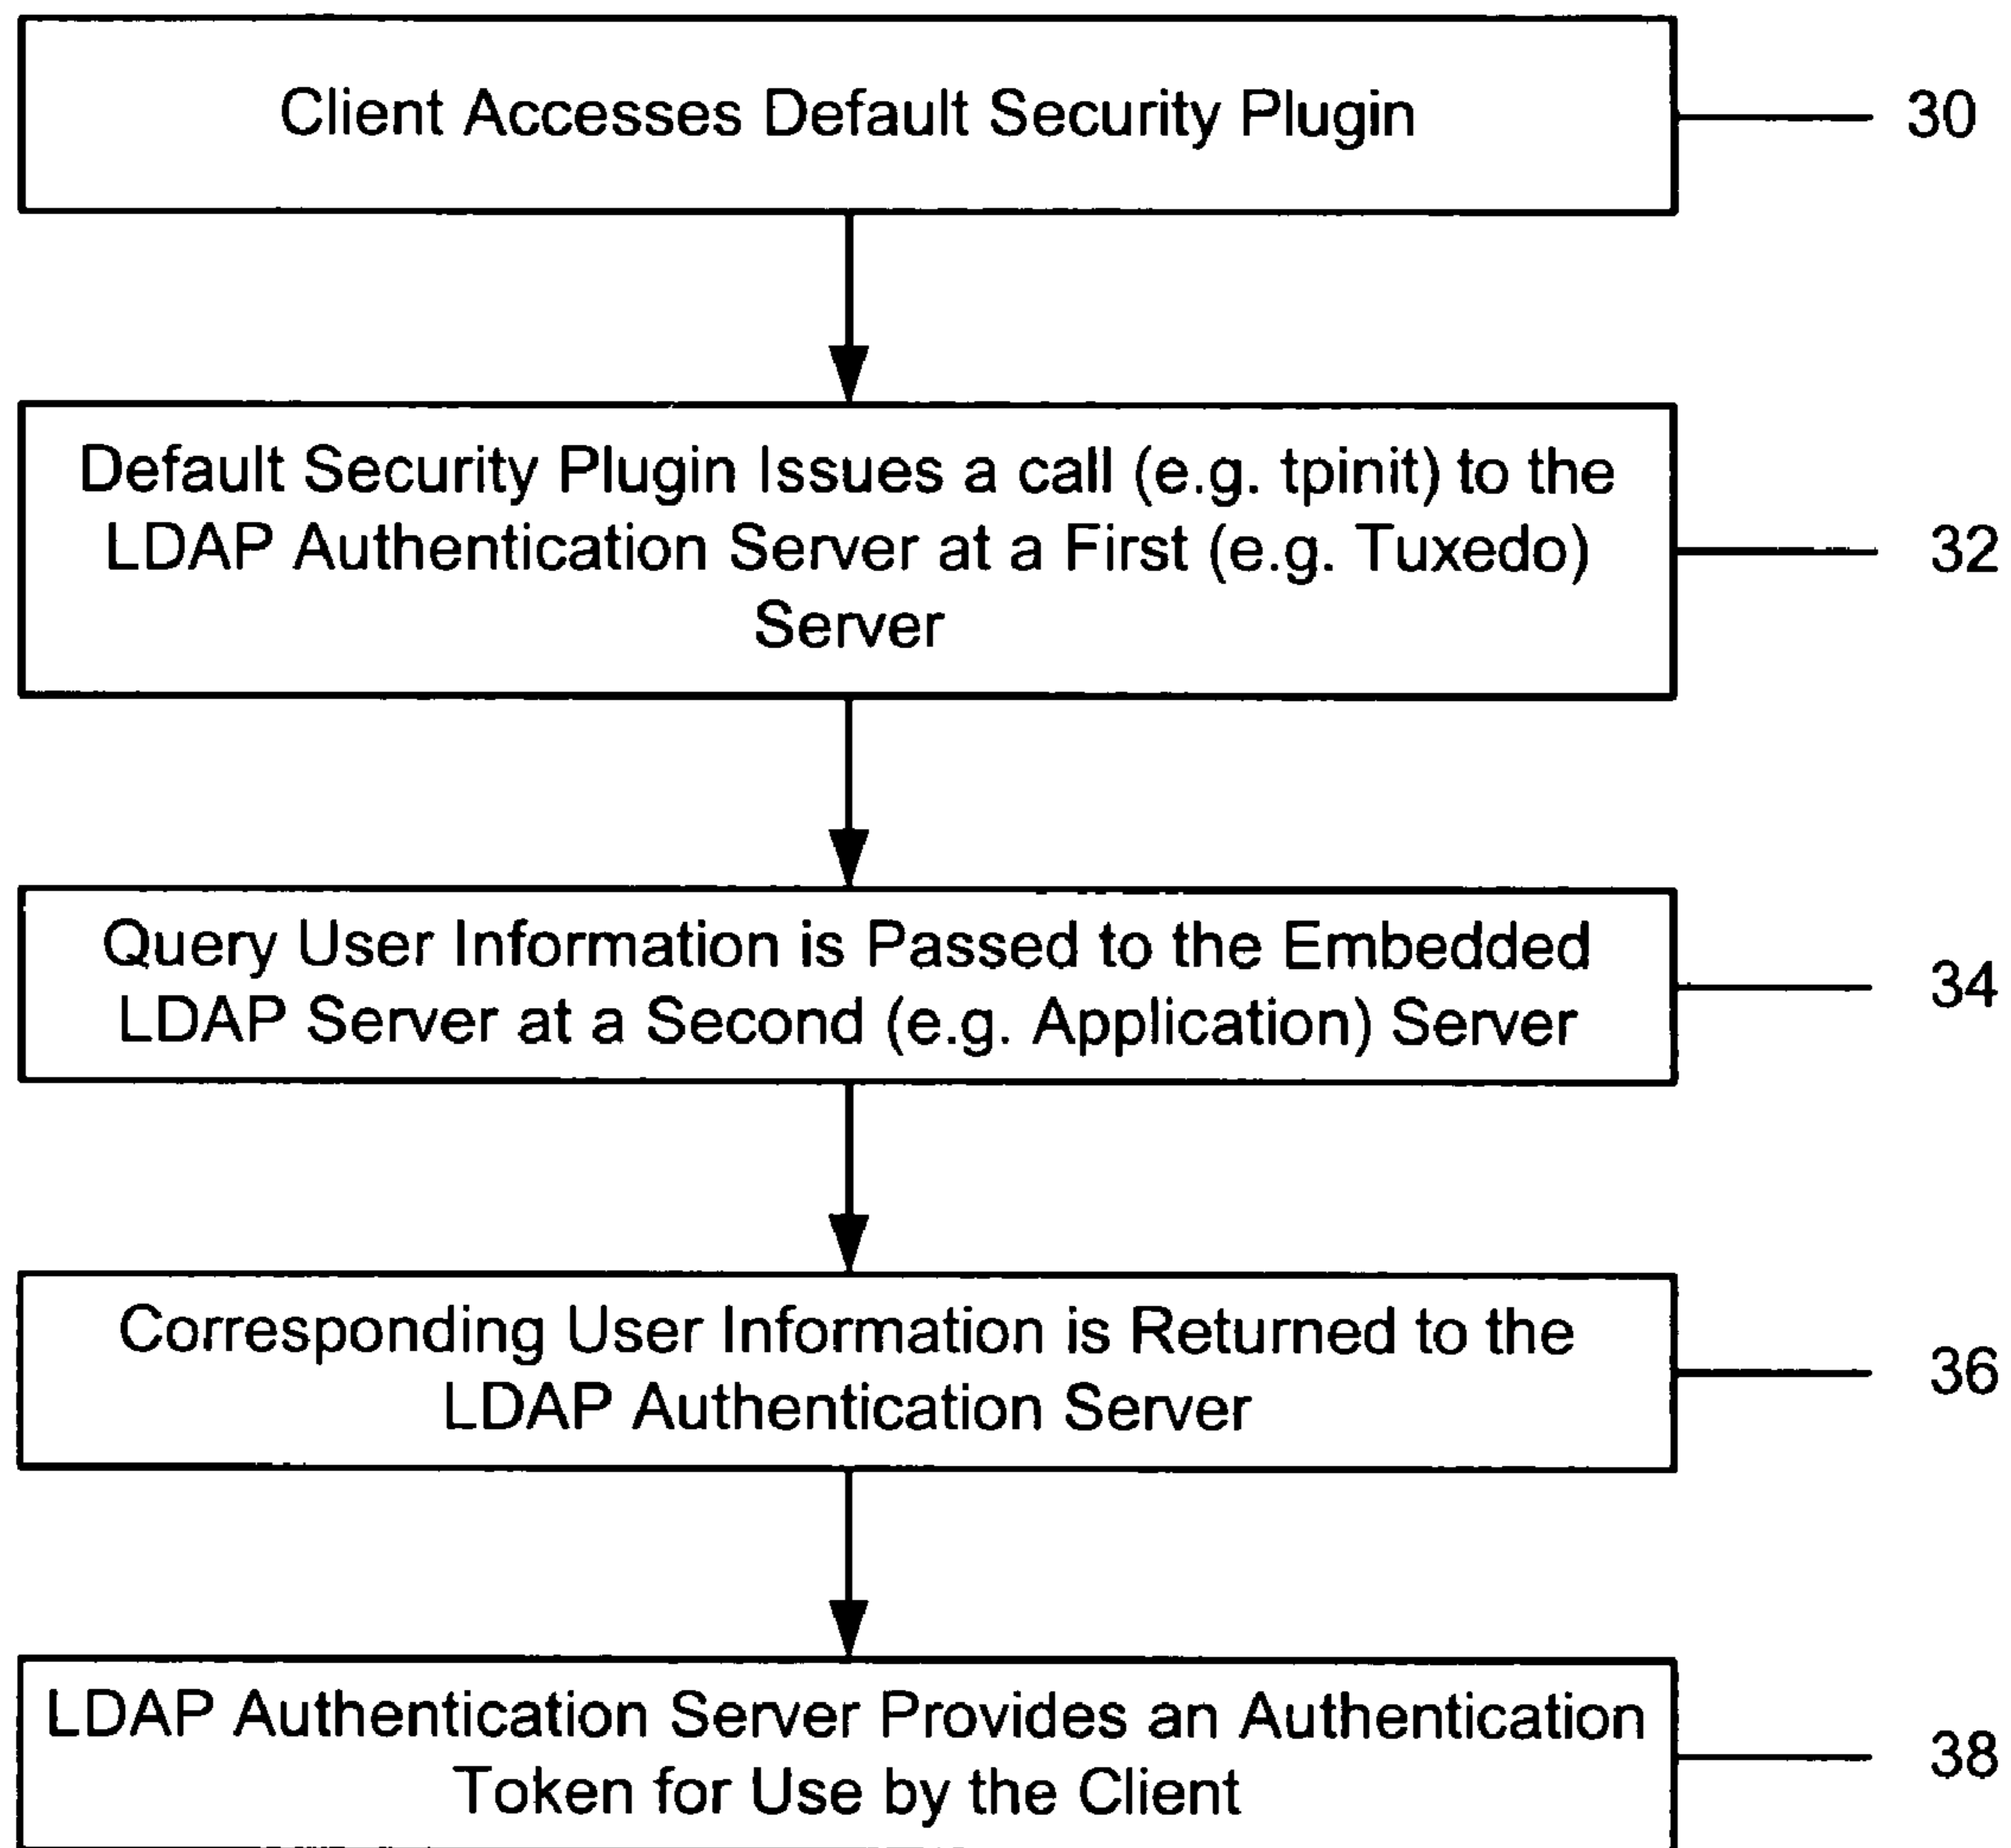 Client Accesses Default Security Plugin
30
Default Security Plugin Issues a call (e.g. tpinit) to the
LDAP Authentication Server at a First (e.g. Tuxedo)
Server
32
Query User Information is Passed to the Embedded
LDAP Server at a Second (e.g. Application) Server
34
Corresponding User Information is Returned to the
LDAP Authentication Server
36
LDAP Authentication Server Provides an Authentication
Token for Use by the Client
38